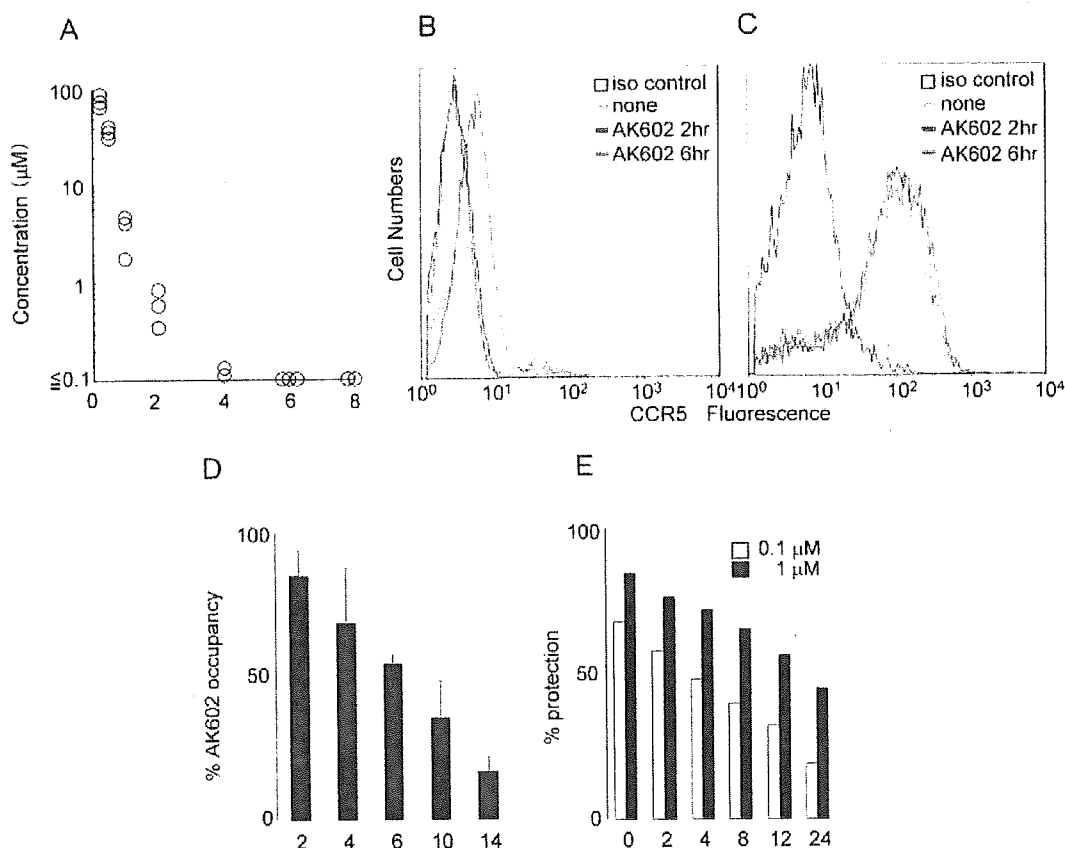 A
B
C
100
10
1
≦0.1
0 2 4 6 8
Concentration (μM)
□ iso control
none
AK602 2hr
AK602 6hr
Cell Numbers
10⁰ 10¹ 10² 10³ 10⁴
□ iso control
none
AK602 2hr
AK602 6hr
10⁰ 10¹ 10² 10³ 10⁴
CCR5 Fluorescence
D
E
100
50
0
% AK602 occupancy
2 4 6 10 14
100
50
0
% protection
□ 0.1 μM
■ 1 μM
0 2 4 8 12 24